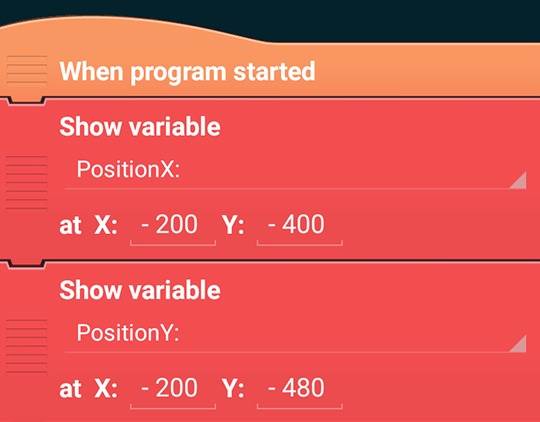 When program started
Show variable
PositionX:
at X: - 200 Y: - 400
Show variable
PositionY:
at X: - 200 Y: - 480